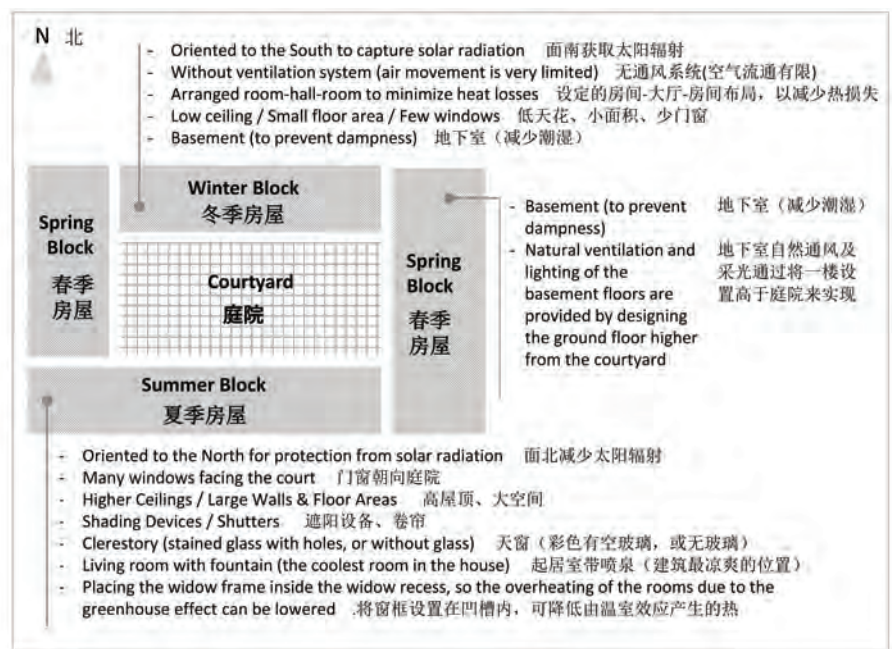 N 北
- Oriented to the South to capture solar radiation 面南获取太阳辐射
- Without ventilation system (air movement is very limited) 无通风系统(空气流通有限)
- Arranged room-hall-room to minimize heat losses 设定的房间-大厅-房间布局，以减少热损失
- Low ceiling / Small floor area / Few windows 低天花、小面积、少门窗
- Basement (to prevent dampness) 地下室（减少潮湿）
Winter Block
冬季房屋
Spring
Block
春季
房屋
Courtyard
庭院
Spring
Block
春季
房屋
- Basement (to prevent 地下室（减少潮湿）
dampness)
- Natural ventilation and 地下室自然通风及
lighting of the 采光通过将一楼设
basement floors are 置高于庭院来实现
provided by designing
the ground floor higher
from the courtyard
Summer Block
夏季房屋
- Oriented to the North for protection from solar radiation 面北减少太阳辐射
- Many windows facing the court 门窗朝向庭院
- Higher Ceilings / Large Walls & Floor Areas 高屋顶、大空间
- Shading Devices / Shutters 遮阳设备、卷帘
- Clerestory (stained glass with holes, or without glass) 天窗（彩色有空玻璃，或无玻璃）
- Living room with fountain (the coolest room in the house) 起居室带喷泉（建筑最凉爽的位置）
- Placing the widow frame inside the widow recess, so the overheating of the rooms due to the
greenhouse effect can be lowered .将窗框设置在凹槽内，可降低由温室效应产生的热